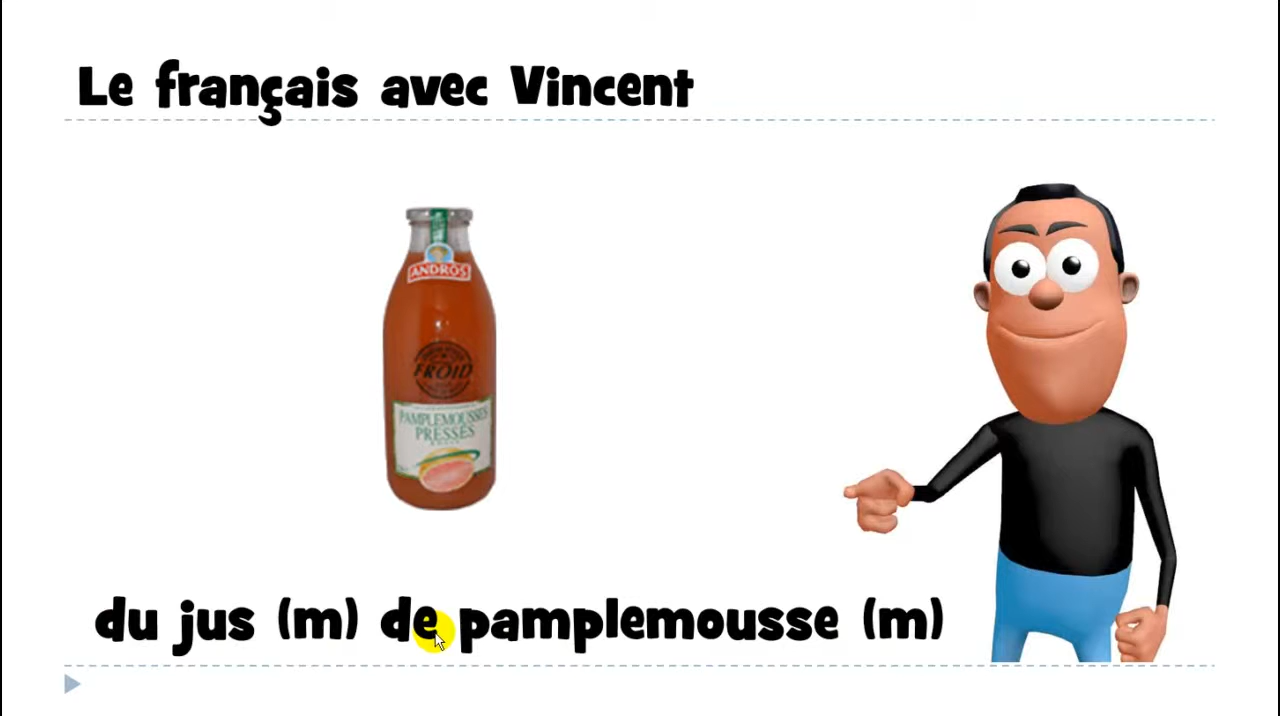 Le français avec Vincent
ANDROS
FROID
PAMPLEMOUSSES
PRESSÉS
du jus (m) de pamplemousse (m)